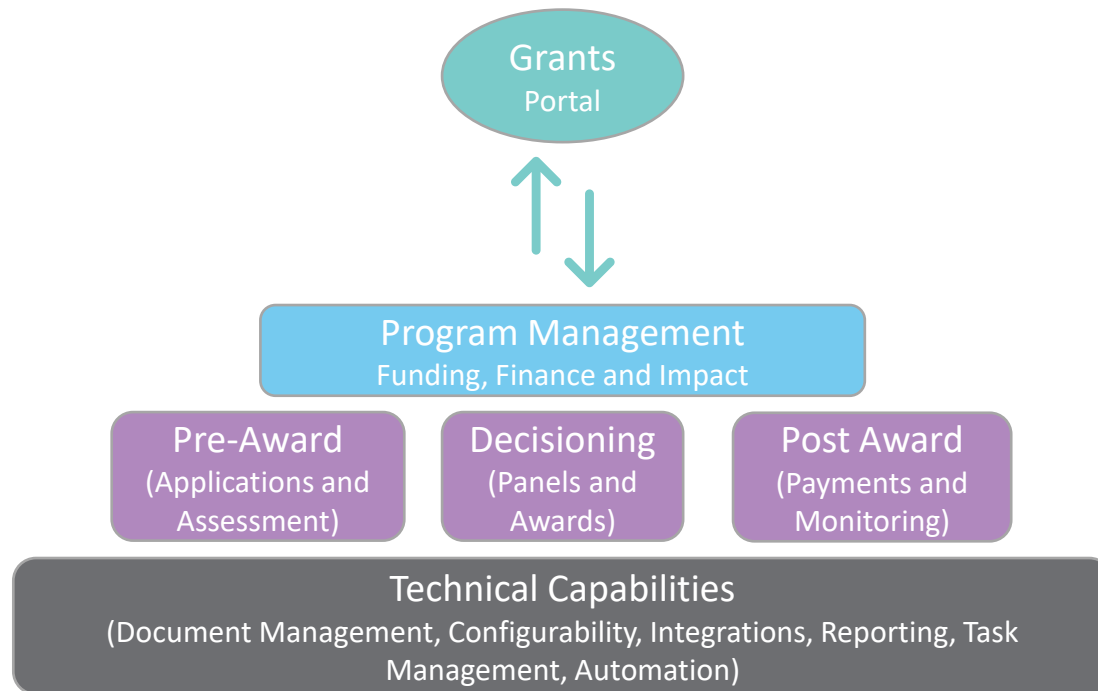 Grants
Portal
Program Management
Funding, Finance and Impact
Pre-Award
(Applications and
Assessment)
Decisioning
(Panels and
Awards)
Post Award
(Payments and
Monitoring)
Technical Capabilities
(Document Management, Configurability, Integrations, Reporting, Task
Management, Automation)